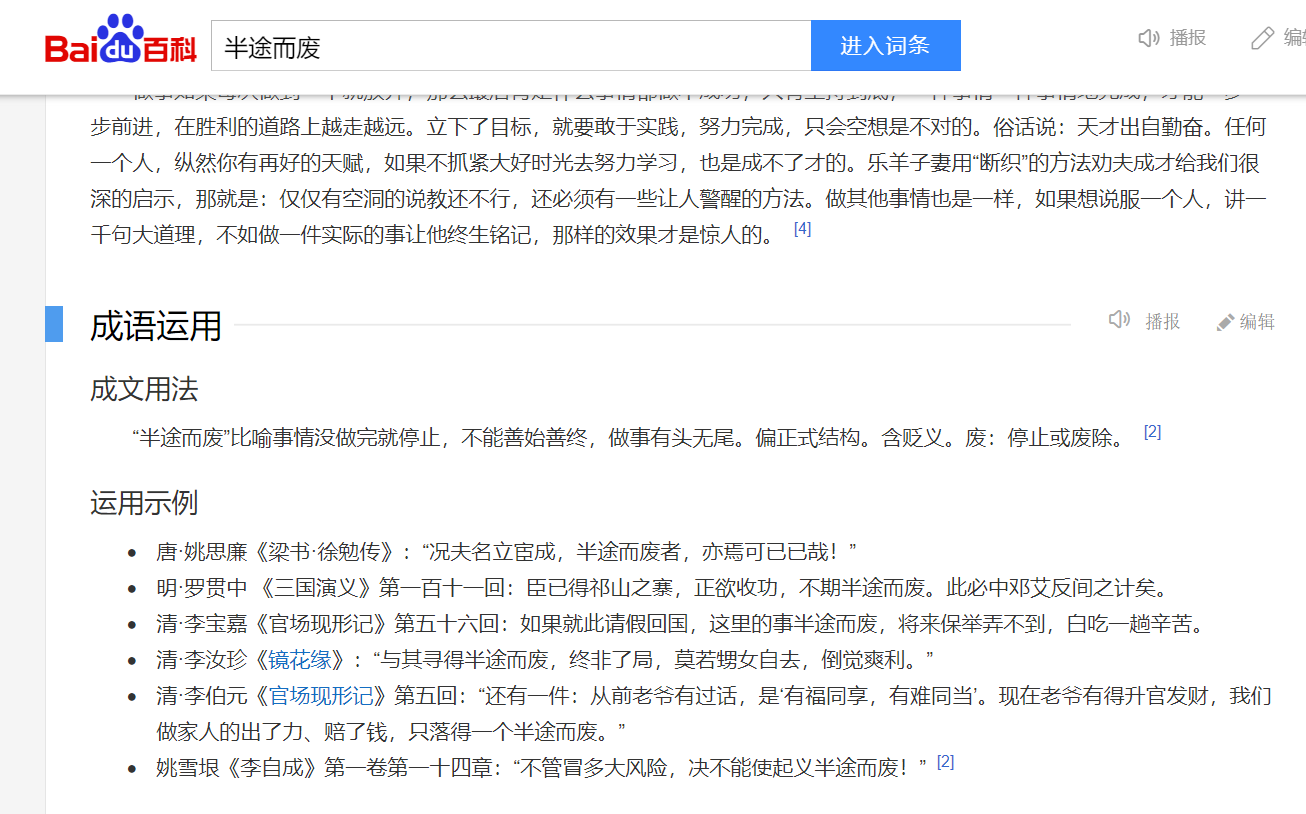 Baidu百科
半途而废
进入词条
播报
步前进，在胜利的道路上越走越远。立下了目标，就要敢于实践，努力完成，只会空想是不对的。俗话说：天才出自勤奋。任何
一个人，纵然你有再好的天赋，如果不抓紧大好时光去努力学习，也是成不了才的。乐羊子妻用“断织”的方法劝夫成才给我们很
深的启示，那就是：仅仅有空洞的说教还不行，还必须有一些让人警醒的方法。做其他事情也是一样，如果想说服一个人，讲一
千句大道理，不如做一件实际的事让他终生铭记，那样的效果才是惊人的。 [4]
成语运用
播报 编辑
成文用法
“半途而废”比喻事情没做完就停止，不能善始善终，做事有头无尾。偏正式结构。含贬义。废：停止或废除。 [2]
运用示例
唐·姚思廉《梁书·徐勉传》：“况夫名立宦成，半途而废者，亦焉可已已哉！”
明·罗贯中 《三国演义》第一百十一回：臣已得祁山之寨，正欲收功，不期半途而废。此必中邓艾反间之计矣。
清·李宝嘉《官场现形记》第五十六回：如果就此请假回国，这里的事半途而废，将来保举弄不到，白吃一趟辛苦。
清·李汝珍《镜花缘》：“与其寻得半途而废，终非了局，莫若甥女自去，倒觉爽利。”
清·李伯元《官场现形记》第五回：“还有一件：从前老爷有过话，是‘有福同享，有难同当’。现在老爷有得升官发财，我们
做家人的出了力、赔了钱，只落得一个半途而废。”
姚雪垠《李自成》第一卷第一十四章：“不管冒多大风险，决不能使起义半途而废！” [2]